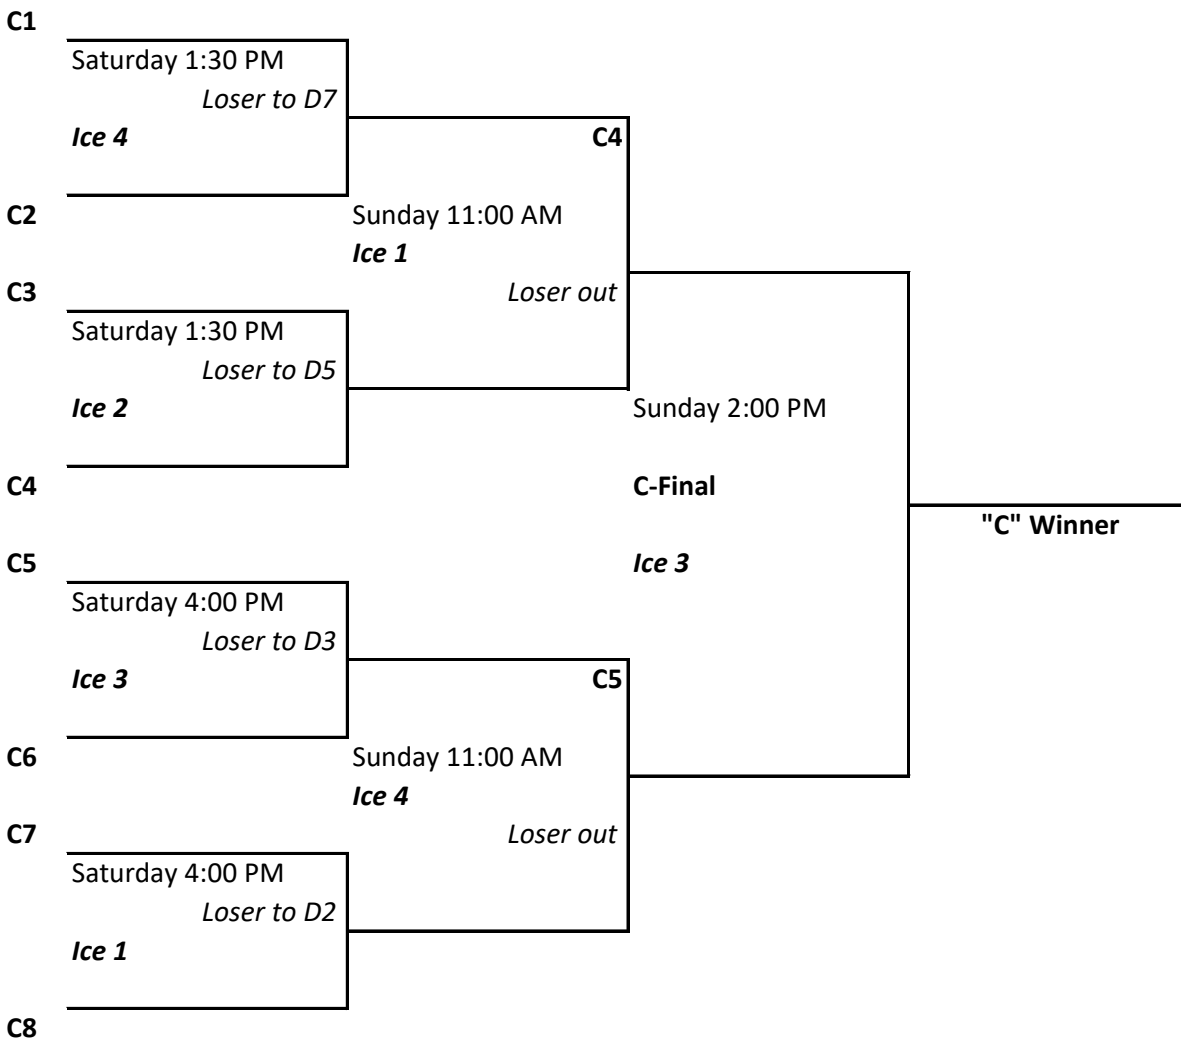 C1
Saturday 1:30 PM
Loser to D7
Ice 4
C4
C2
Sunday 11:00 AM
Ice 1
C3
Loser out
Saturday 1:30 PM
Loser to D5
Ice 2
Sunday 2:00 PM
C4
C-Final
"C" Winner
C5
Ice 3
Saturday 4:00 PM
Loser to D3
Ice 3
C5
C6
Sunday 11:00 AM
Ice 4
C7
Loser out
Saturday 4:00 PM
Loser to D2
Ice 1
C8